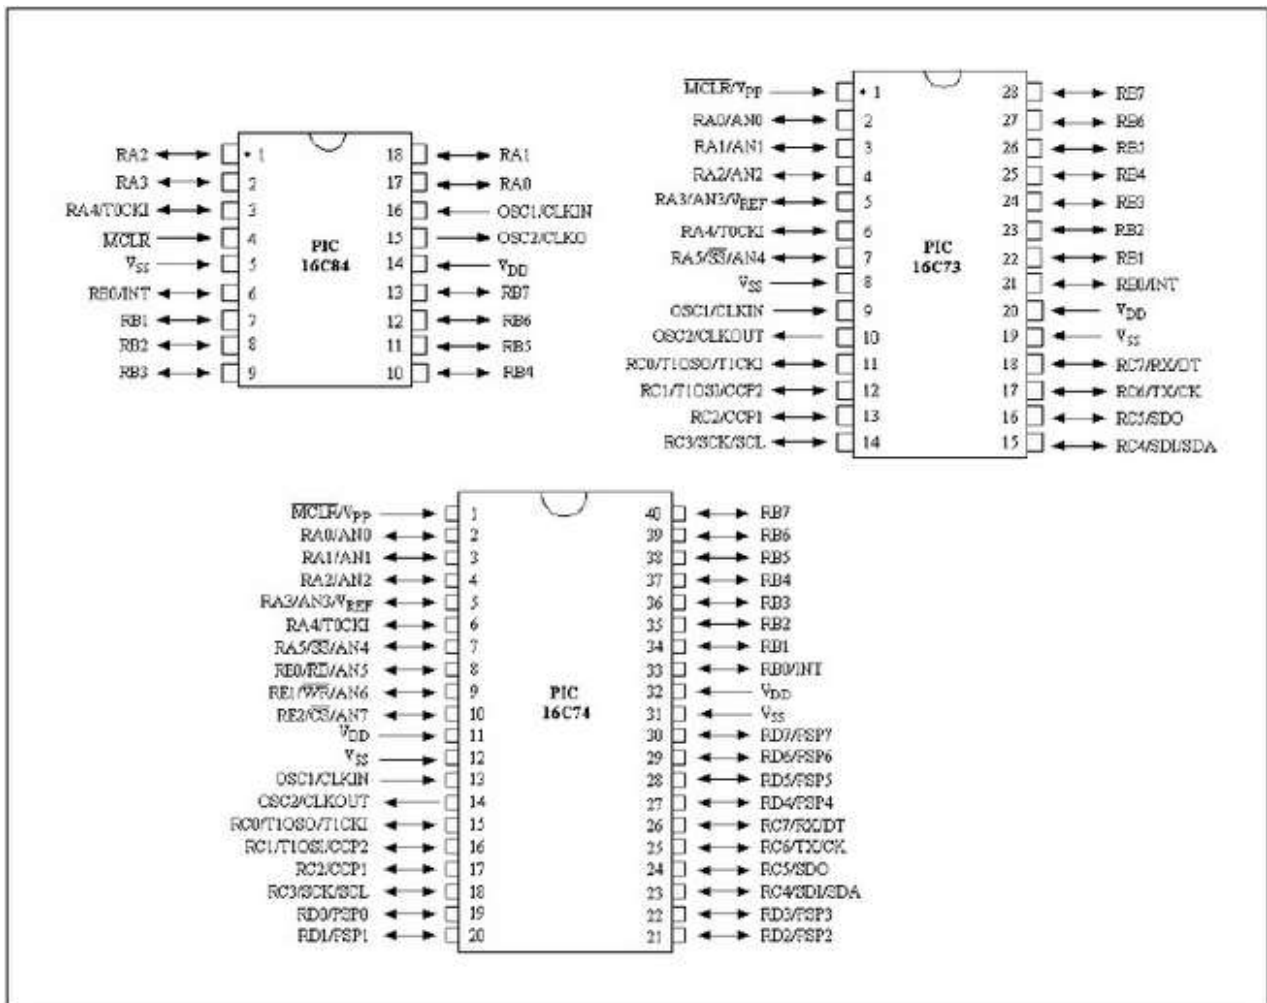 RA2 1 18 RA1
RA3 2 17 RA0
RA4/T0CKI 3 16 OSC1/CLKIN
MCLR 4 15 OSC2/CLKO
VSS 5 14 VDD
RB0/INT 6 13 RB7
RB1 7 12 RB6
RB2 8 11 RB5
RB3 9 10 RB4
PIC
16C84
MCLR/VPP 1 28 RB7
RA0/AN0 2 27 RB6
RA1/AN1 3 26 RB5
RA2/AN2 4 25 RB4
RA3/AN3/VREF 5 24 RB3
RA4/T0CKI 6 23 RB2
RA5/SS/AN4 7 22 RB1
VSS 8 21 RB0/INT
OSC1/CLKIN 9 20 VDD
OSC2/CLKOUT 10 19 VSS
RC0/T1OSO/T1CKI 11 18 RC7/RX/DT
RC1/T1OSI/CCP2 12 17 RC6/TX/CK
RC2/CCP1 13 16 RC5/SDO
RC3/SCK/SCL 14 15 RC4/SDI/SDA
PIC
16C73
MCLR/VPP 1 40 RB7
RA0/AN0 2 39 RB6
RA1/AN1 3 38 RB5
RA2/AN2 4 37 RB4
RA3/AN3/VREF 5 36 RB3
RA4/T0CKI 6 35 RB2
RA5/SS/AN4 7 34 RB1
RE0/RD/AN5 8 33 RB0/INT
RE1/WR/AN6 9 32 VDD
RE2/CS/AN7 10 31 VSS
VDD 11 30 RD7/PSP7
VSS 12 29 RD6/PSP6
OSC1/CLKIN 13 28 RD5/PSP5
OSC2/CLKOUT 14 27 RD4/PSP4
RC0/T1OSO/T1CKI 15 26 RC7/RX/DT
RC1/T1OSI/CCP2 16 25 RC6/TX/CK
RC2/CCP1 17 24 RC5/SDO
RC3/SCK/SCL 18 23 RC4/SDI/SDA
RD0/PSP0 19 22 RD3/PSP3
RD1/PSP1 20 21 RD2/PSP2
PIC
16C74